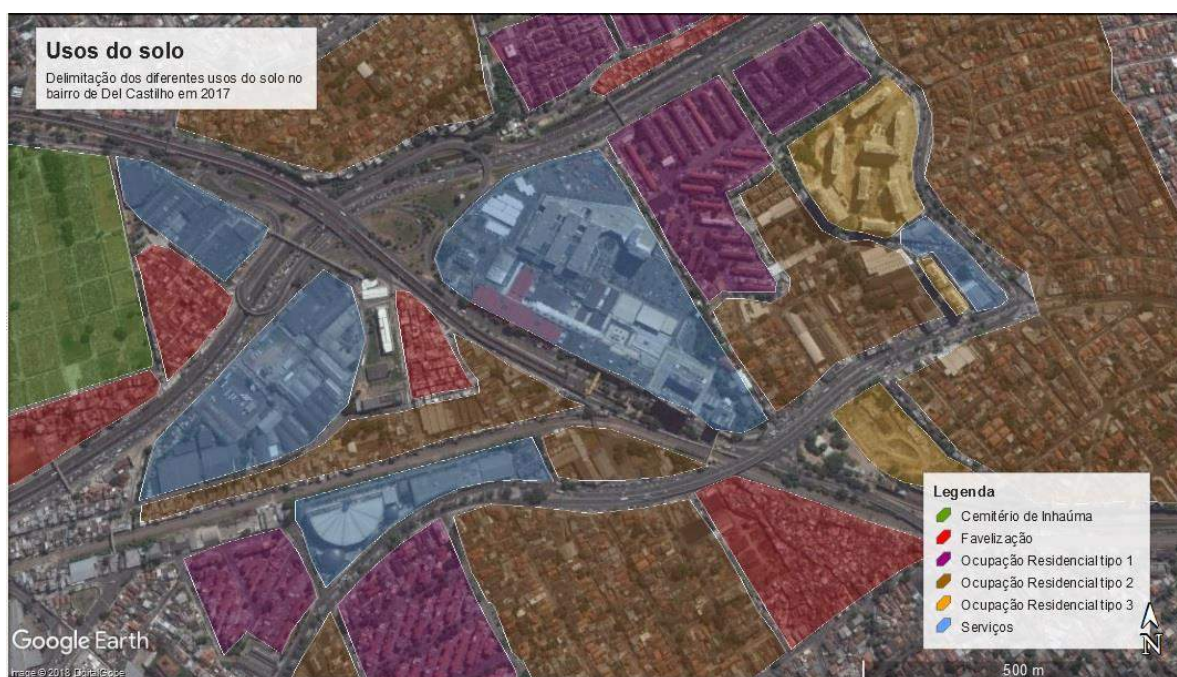 Usos do solo
Delimitação dos diferentes usos do solo no
bairro de Del Castilho em 2017
Legenda
Cemitério de Inhaúma
Favelização
Ocupação Residencial tipo 1
Ocupação Residencial tipo 2
Ocupação Residencial tipo 3
Serviços
Google Earth
Image © 2018 DigitalGlobe
500 m
N